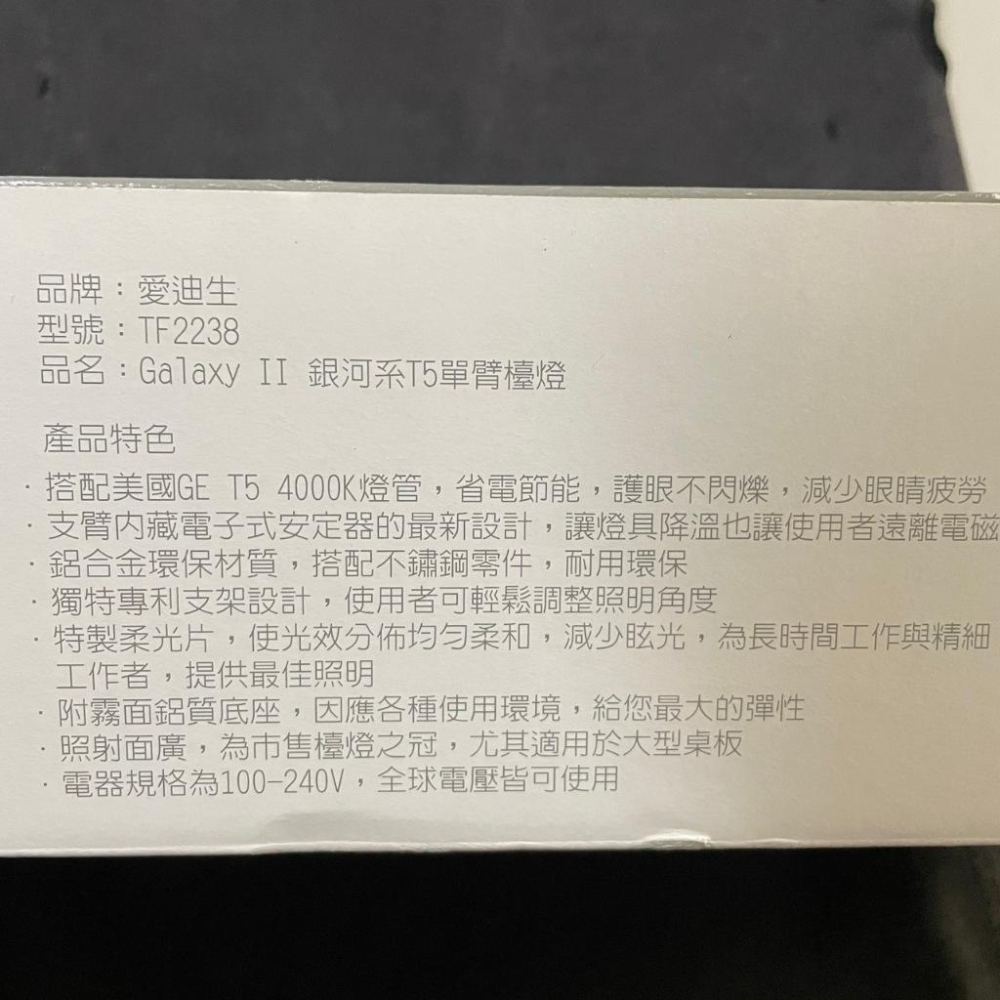 品牌：愛迪生
型號：TF2238
品名：Galaxy II 銀河系T5單臂檯燈
產品特色
·搭配美國GE T5 4000K燈管，省電節能，護眼不閃爍，減少眼睛疲勞
·支臂內藏電子式安定器的最新設計，讓燈具降溫也讓使用者遠離電磁
·鋁合金環保材質，搭配不鏽鋼零件，耐用環保
·獨特專利支架設計，使用者可輕鬆調整照明角度
·特製柔光片，使光效分佈均勻柔和，減少眩光，為長時間工作與精細
工作者，提供最佳照明
·附霧面鋁質底座，因應各種使用環境，給您最大的彈性
·照射面廣，為市售檯燈之冠，尤其適用於大型桌板
·電器規格為100-240V，全球電壓皆可使用